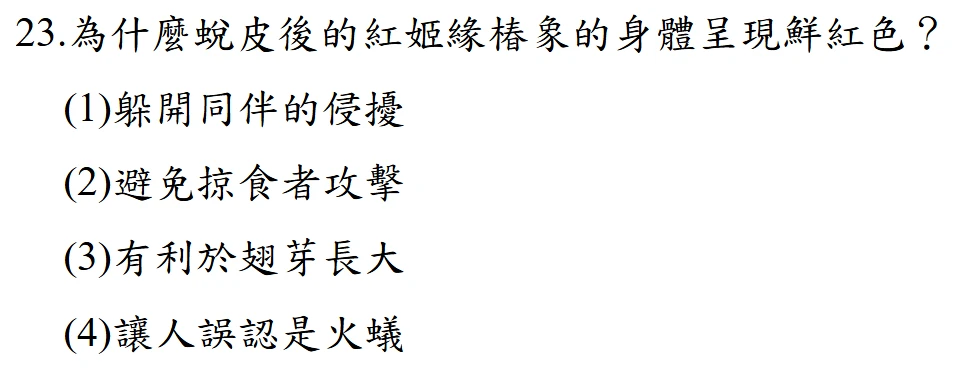 23.為什麼蛻皮後的紅姬緣椿象的身體呈現鮮紅色？
(1)躲開同伴的侵擾
(2)避免掠食者攻擊
(3)有利於翅芽長大
(4)讓人誤認是火蟻